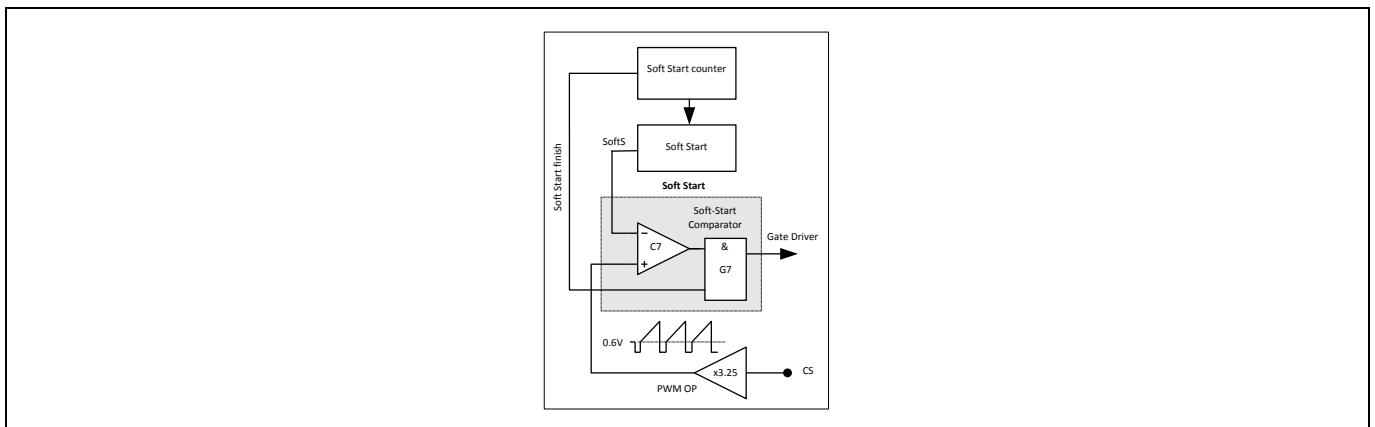 Soft Start counter
Soft Start
SoftS
Soft Start finish
Soft Start
Soft-Start
Comparator
Gate Driver
−
C7
+
&
G7
0.6V
x3.25
CS
PWM OP